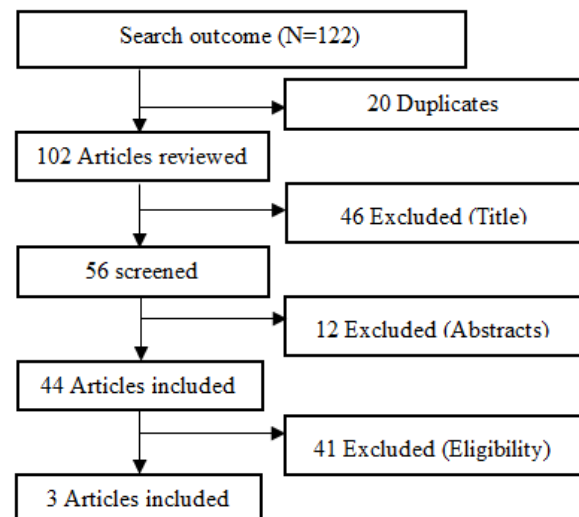 Search outcome (N=122)
20 Duplicates
102 Articles reviewed
46 Excluded (Title)
56 screened
12 Excluded (Abstracts)
44 Articles included
41 Excluded (Eligibility)
3 Articles included